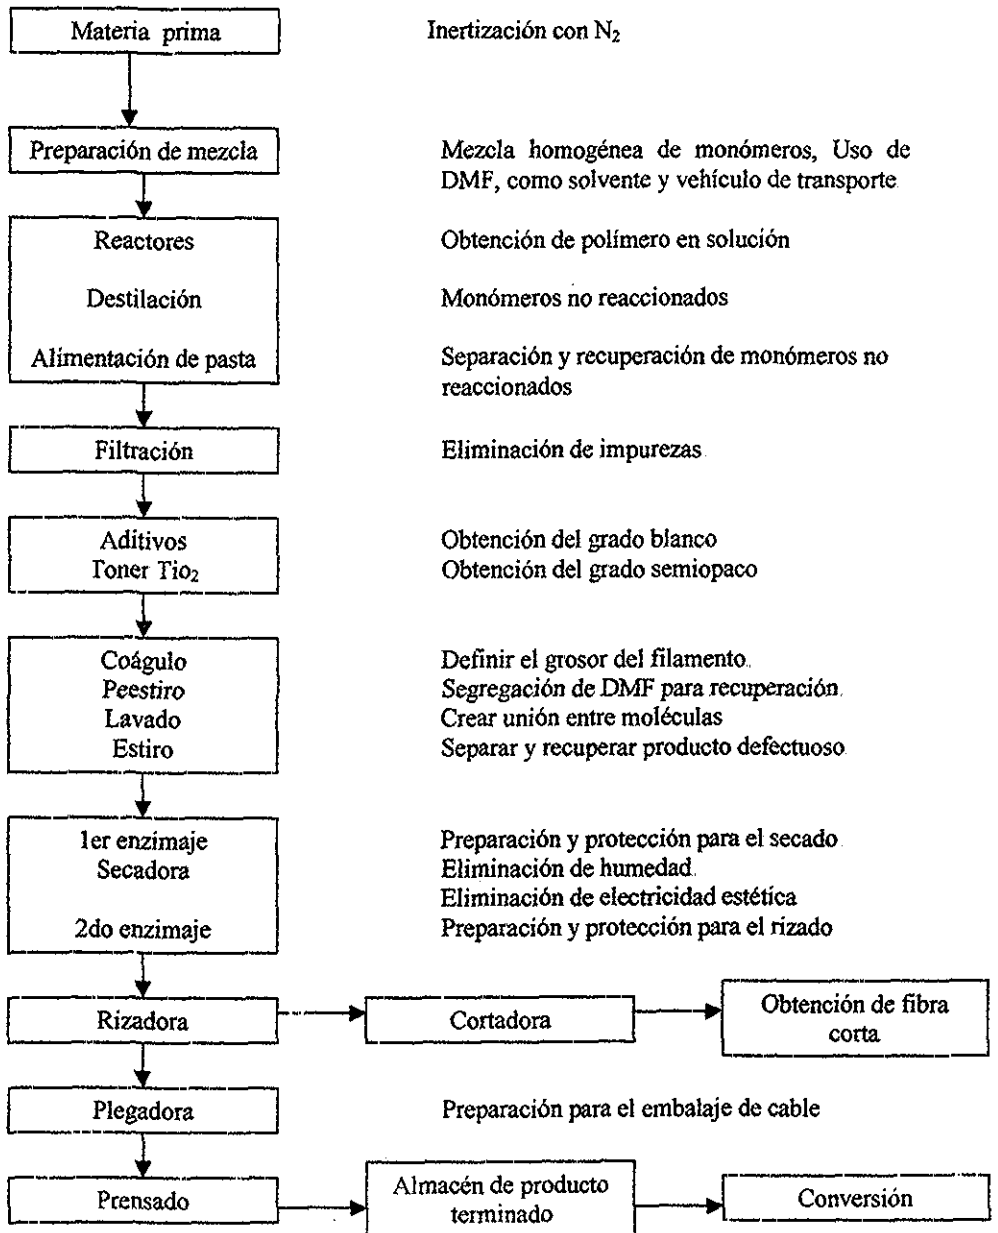 Materia prima
Inertización con N₂
Preparación de mezcla
Mezcla homogénea de monómeros, Uso de
DMF, como solvente y vehículo de transporte
Reactores
Obtención de polímero en solución
Destilación
Monómeros no reaccionados
Alimentación de pasta
Separación y recuperación de monómeros no
reaccionados
Filtración
Eliminación de impurezas.
Aditivos
Obtención del grado blanco
Toner Tio₂
Obtención del grado semiopaco
Coágulo
Definir el grosor del filamento.
Peestiro
Segregación de DMF para recuperación.
Lavado
Crear unión entre moléculas
Estiro
Separar y recuperar producto defectuoso.
1er enzimaje
Preparación y protección para el secado.
Secadora
Eliminación de humedad.
Eliminación de electricidad estética
2do enzimaje
Preparación y protección para el rizado
Rizadora
Cortadora
Obtención de fibra
corta
Plegadora
Preparación para el embalaje de cable
Prensado
Almacén de producto
terminado
Conversión